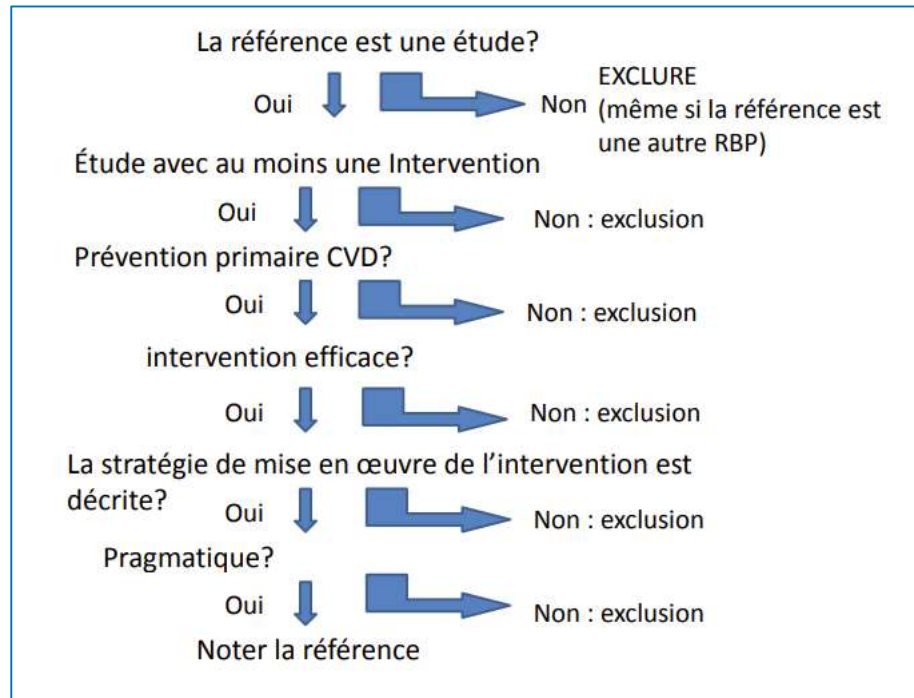 La référence est une étude?
Oui
Non
EXCLURE
(même si la référence est
une autre RBP)
Étude avec au moins une Intervention
Oui
Non : exclusion
Prévention primaire CVD?
Oui
Non : exclusion
intervention efficace?
Oui
Non : exclusion
La stratégie de mise en œuvre de l’intervention est
décrite?
Oui
Non : exclusion
Pragmatique?
Oui
Non : exclusion
Noter la référence